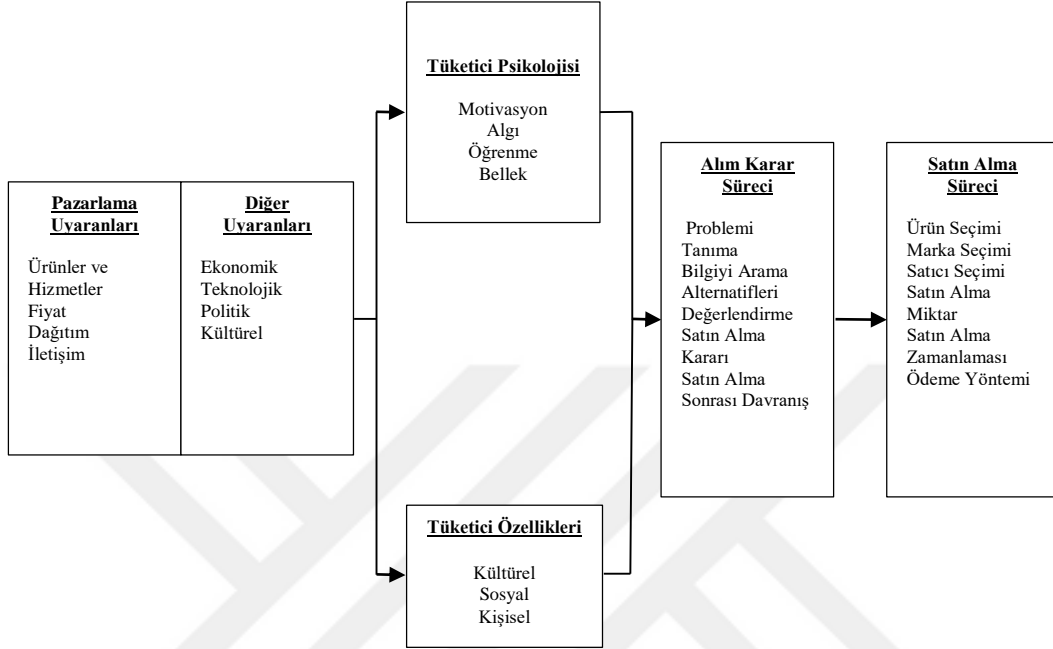 Pazarlama
Uyaranları
Ürünler ve
Hizmetler
Fiyat
Dağıtım
İletişim
Diğer
Uyaranları
Ekonomik
Teknolojik
Politik
Kültürel
Tüketici Psikolojisi
Motivasyon
Algı
Öğrenme
Bellek
Tüketici Özellikleri
Kültürel
Sosyal
Kişisel
Alım Karar
Süreci
Problemi
Tanıma
Bilgiyi Arama
Alternatifleri
Değerlendirme
Satın Alma
Kararı
Satın Alma
Sonrası Davranış
Satın Alma
Süreci
Ürün Seçimi
Marka Seçimi
Satıcı Seçimi
Satın Alma
Miktar
Satın Alma
Zamanlaması
Ödeme Yöntemi